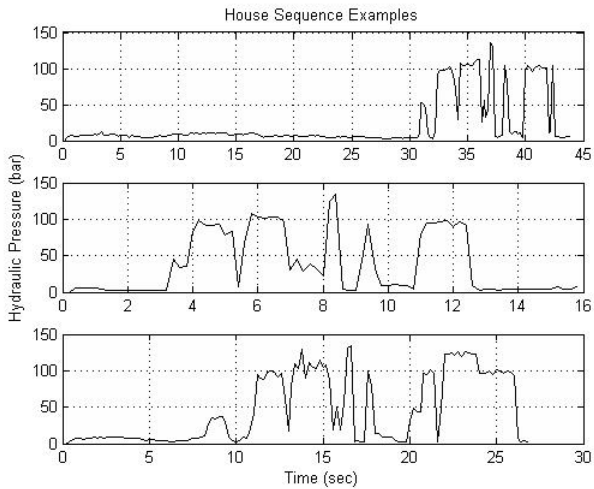 House Sequence Examples
150
100
50
0
0 5 10 15 20 25 30 35 40 45
Hydraulic Pressure (bar)
150
100
50
0
0 2 4 6 8 10 12 14 16
150
100
50
0
0 5 10 15 20 25 30
Time (sec)